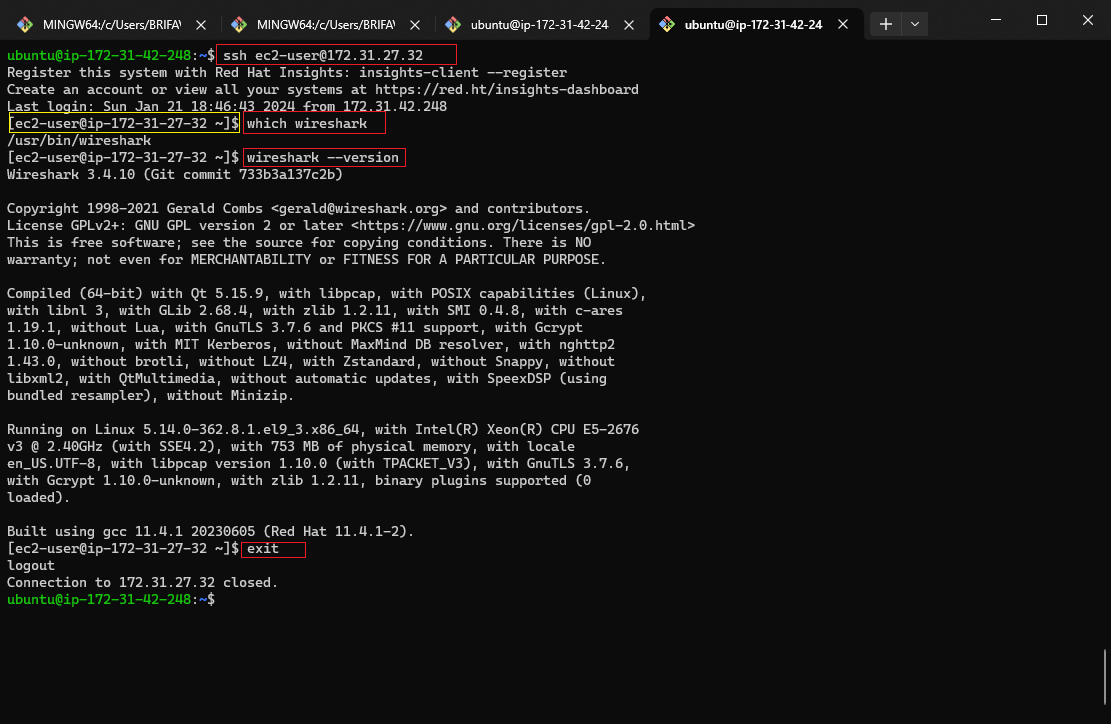 MINGW64:/c/Users/BRIFA
MINGW64:/c/Users/BRIFA
ubuntu@ip-172-31-42-24
ubuntu@ip-172-31-42-24
ubuntu@ip-172-31-42-248:~$ ssh ec2-user@172.31.27.32
Register this system with Red Hat Insights: insights-client --register
Create an account or view all your systems at https://red.ht/insights-dashboard
Last login: Sun Jan 21 18:46:43 2024 from 172.31.42.248
[ec2-user@ip-172-31-27-32 ~]$ which wireshark
/usr/bin/wireshark
[ec2-user@ip-172-31-27-32 ~]$ wireshark --version
Wireshark 3.4.10 (Git commit 733b3a137c2b)
Copyright 1998-2021 Gerald Combs <gerald@wireshark.org> and contributors.
License GPLv2+: GNU GPL version 2 or later <https://www.gnu.org/licenses/gpl-2.0.html>
This is free software; see the source for copying conditions. There is NO
warranty; not even for MERCHANTABILITY or FITNESS FOR A PARTICULAR PURPOSE.
Compiled (64-bit) with Qt 5.15.9, with libpcap, with POSIX capabilities (Linux),
with libnl 3, with GLib 2.68.4, with zlib 1.2.11, with SMI 0.4.8, with c-ares
1.19.1, without Lua, with GnuTLS 3.7.6 and PKCS #11 support, with Gcrypt
1.10.0-unknown, with MIT Kerberos, without MaxMind DB resolver, with nghttp2
1.43.0, without brotli, without LZ4, with Zstandard, without Snappy, without
libxml2, with QtMultimedia, without automatic updates, with SpeexDSP (using
bundled resampler), without Minizip.
Running on Linux 5.14.0-362.8.1.el9_3.x86_64, with Intel(R) Xeon(R) CPU E5-2676
v3 @ 2.40GHz (with SSE4.2), with 753 MB of physical memory, with locale
en_US.UTF-8, with libpcap version 1.10.0 (with TPACKET_V3), with GnuTLS 3.7.6,
with Gcrypt 1.10.0-unknown, with zlib 1.2.11, binary plugins supported (0
loaded).
Built using gcc 11.4.1 20230605 (Red Hat 11.4.1-2).
[ec2-user@ip-172-31-27-32 ~]$ exit
logout
Connection to 172.31.27.32 closed.
ubuntu@ip-172-31-42-248:~$